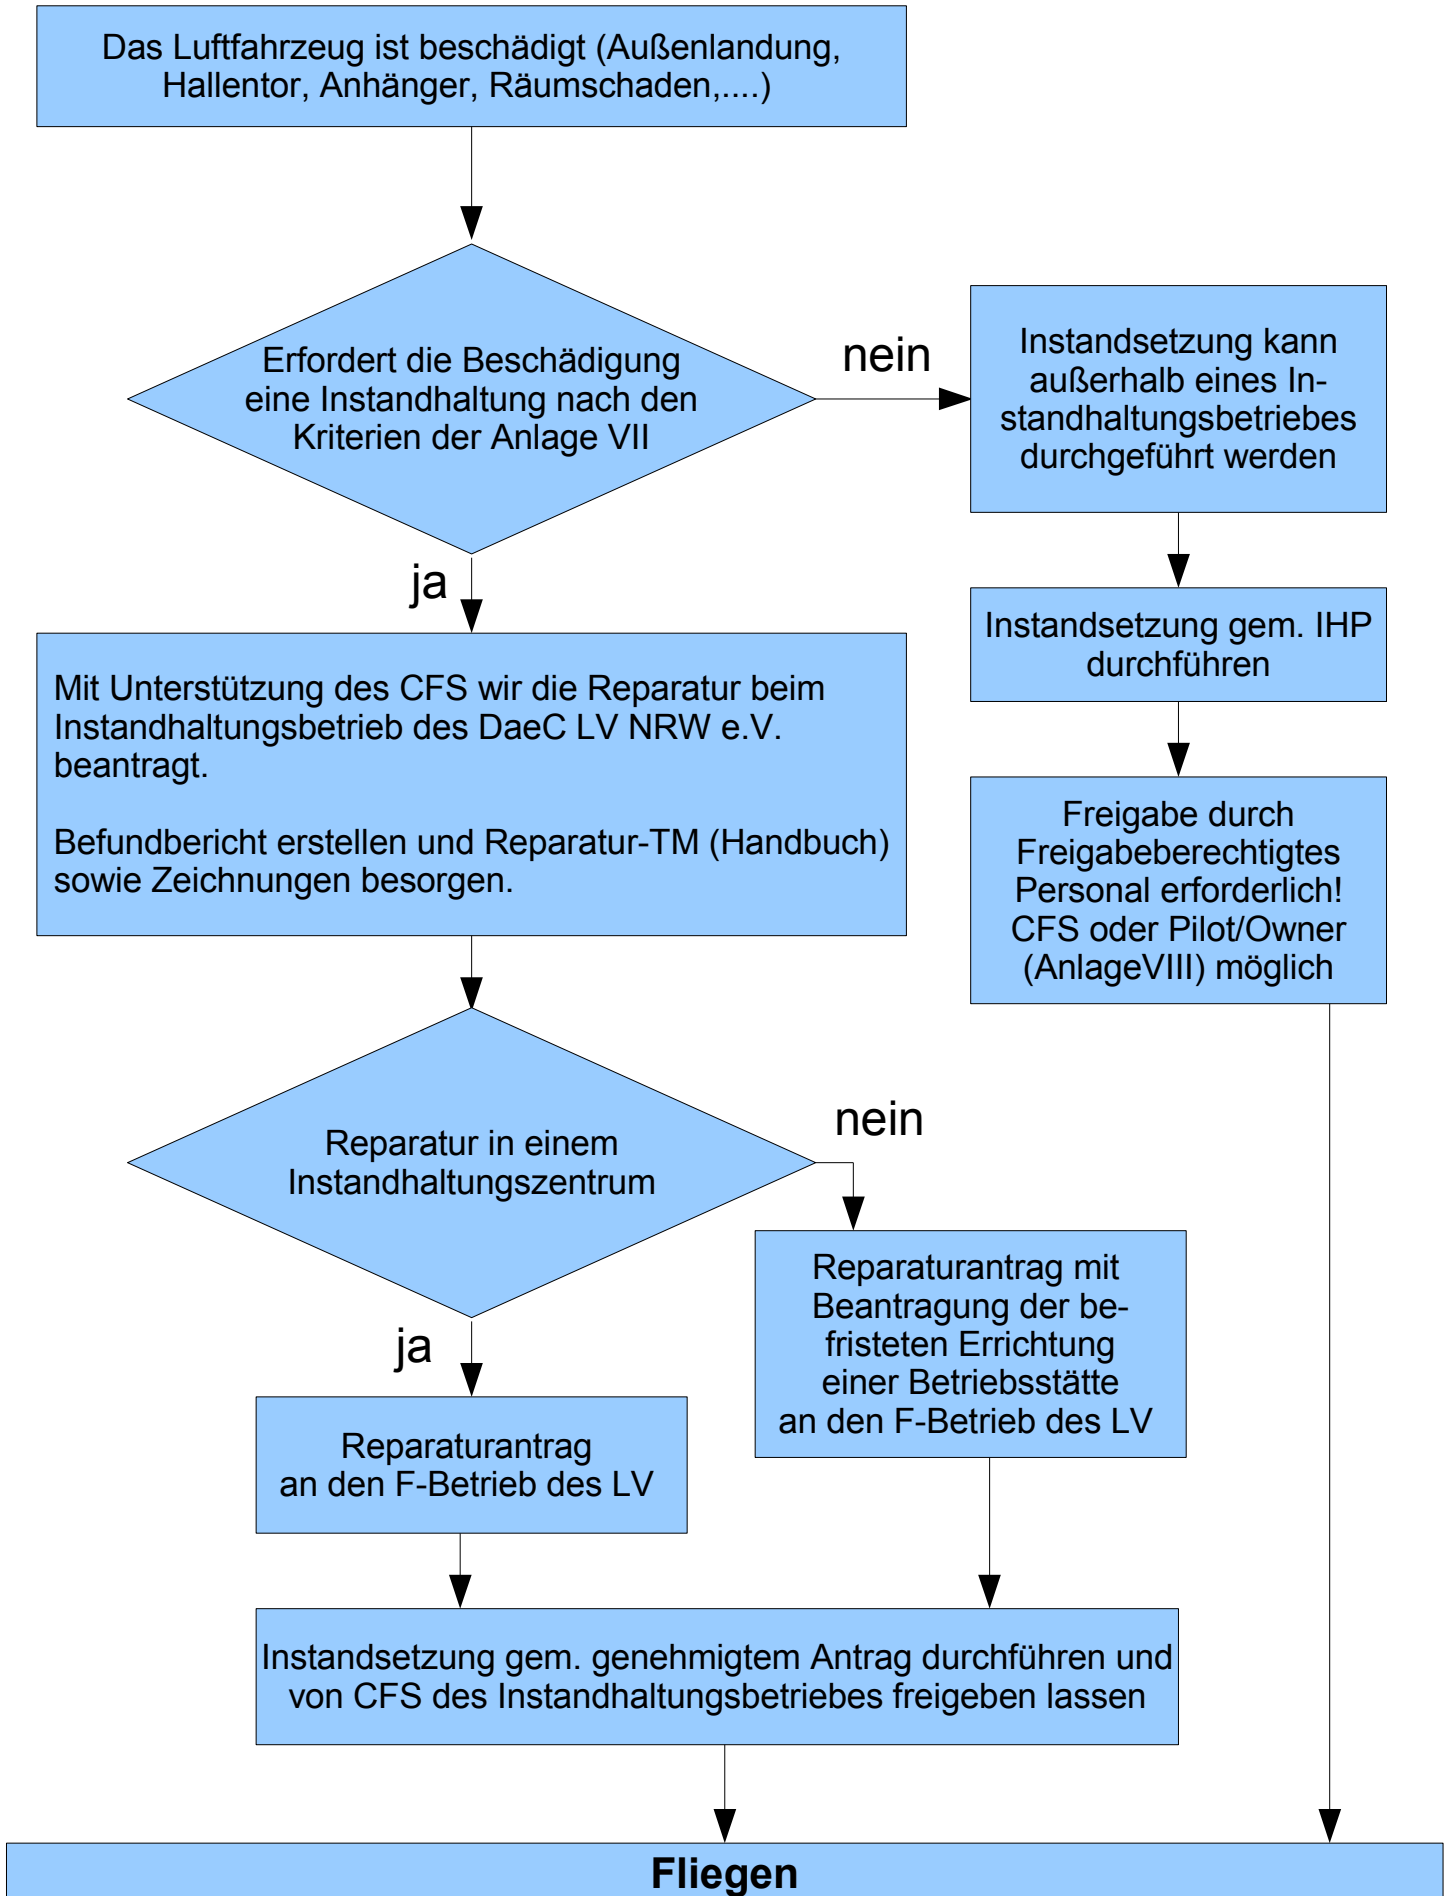 Das Luftfahrzeug ist beschädigt (Außenlandung,
Hallentor, Anhänger, Räumschaden,....)
Erfordert die Beschädigung
eine Instandhaltung nach den
Kriterien der Anlage VII
nein
Instandsetzung kann
außerhalb eines In-
standhaltungsbetriebes
durchgeführt werden
ja
Instandsetzung gem. IHP
durchführen
Mit Unterstützung des CFS wir die Reparatur beim
Instandhaltungsbetrieb des DaeC LV NRW e.V.
beantragt.
Befundbericht erstellen und Reparatur-TM (Handbuch)
sowie Zeichnungen besorgen.
Freigabe durch
Freigabeberechtigtes
Personal erforderlich!
CFS oder Pilot/Owner
(AnlageVIII) möglich
Reparatur in einem
Instandhaltungszentrum
nein
Reparaturantrag mit
Beantragung der be-
fristeten Errichtung
einer Betriebsstätte
an den F-Betrieb des LV
ja
Reparaturantrag
an den F-Betrieb des LV
Instandsetzung gem. genehmigtem Antrag durchführen und
von CFS des Instandhaltungsbetriebes freigeben lassen
Fliegen